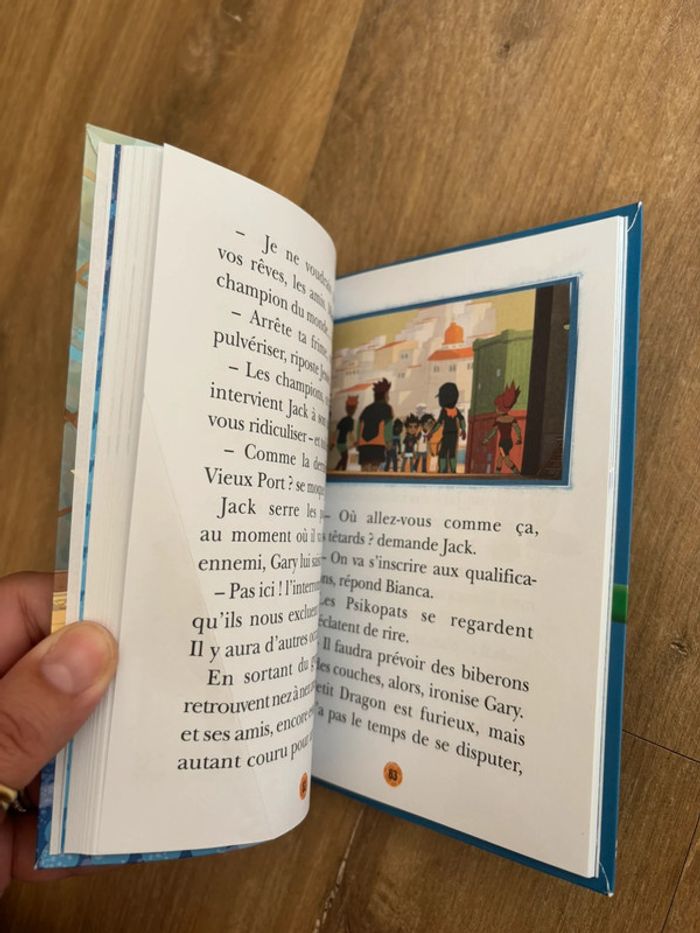 – Je ne voudrais
vos rêves, les amis,
champion du monde
– Arrête ta frime,
pulvériser, riposte
– Les champions,
intervient Jack à son
vous ridiculiser – et
– Comme la
Vieux Port ? se
Jack serre les
au moment où il
ennemi, Gary lui
– Pas ici ! l'interrompt
qu'ils nous excluent
Il y aura d'autres
En sortant du
retrouvent nez à nez
et ses amis, encore
autant couru pour
– Où allez-vous comme ça,
têtards ? demande Jack.
– On va s'inscrire aux qualifica-
répond Bianca.
Les Psikopats se regardent
éclatent de rire.
Il faudra prévoir des biberons
des couches, alors, ironise Gary.
Petit Dragon est furieux, mais
n'a pas le temps de se disputer,
83